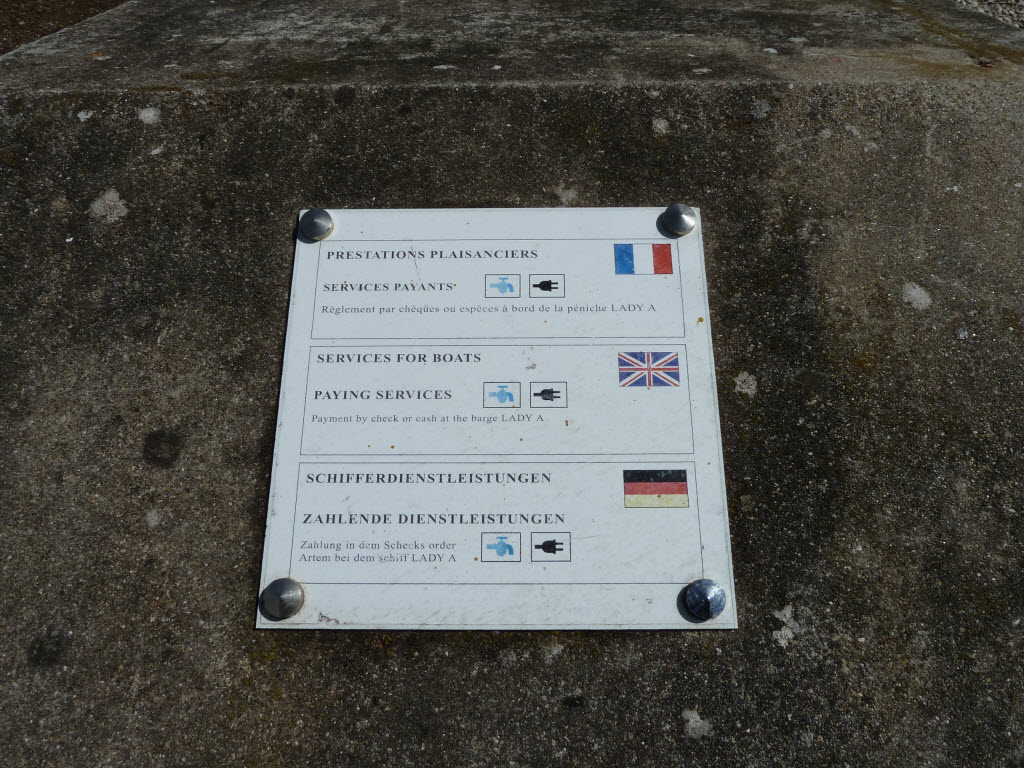 PRESTATIONS PLAISANCIERS
SERVICES PAYANTS
Règlement par chèques ou espèces à bord de la péniche LADY A
SERVICES FOR BOATS
PAYING SERVICES
Payment by check or cash at the barge LADY A
SCHIFFERDIENSTLEISTUNGEN
ZAHLENDE DIENSTLEISTUNGEN
Zahlung in dem Schecks order
Artem bei dem schiff LADY A